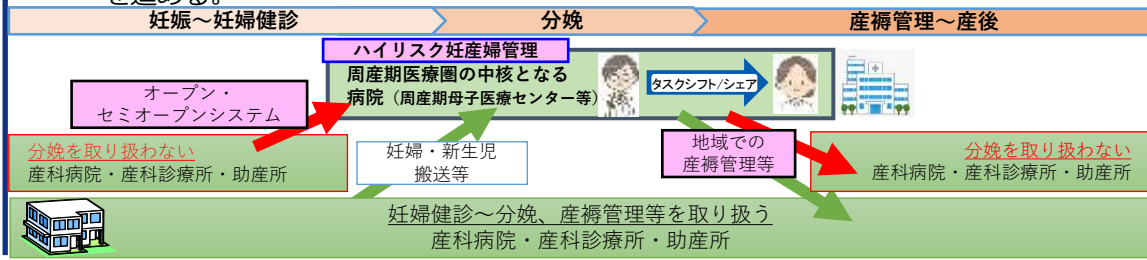 を進める。
妊娠～妊婦健診
分娩
産褥管理～産後
ハイリスク妊産婦管理
周産期医療圏の中核となる
病院（周産期母子医療センター等）
タスクシフト/シェア
オープン・
セミオープンシステム
分娩を取り扱わない
産科病院・産科診療所・助産所
妊婦・新生児
搬送等
地域での
産褥管理等
分娩を取り扱わない
産科病院・産科診療所・助産所
妊婦健診～分娩、産褥管理等を取り扱う
産科病院・産科診療所・助産所